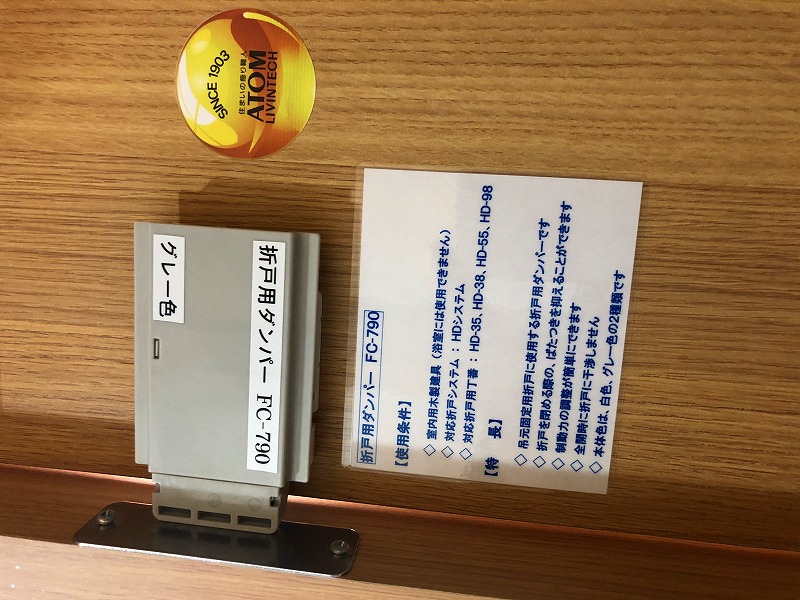 SINCE 1903
住まいの飾り職人
ATOM
LIVINTECH
グレー色
折戸用ダンパー FC-790
折戸用ダンパー FC-790
【使用条件】
◇ 室内用木製建具（浴室には使用できません）
◇ 対応折戸システム： HDシステム
◇ 対応折戸用丁番： HD-35、HD-38、HD-55、HD-98
【特　長】
◇ 吊元固定用折戸に使用する折戸用ダンパーです
◇ 折戸を閉める際の、ばたつきを抑えることができます
◇ 制動力の調整が簡単にできます
◇ 全開時に折戸に干渉しません
◇ 本体色は、白色、グレー色の2種類です